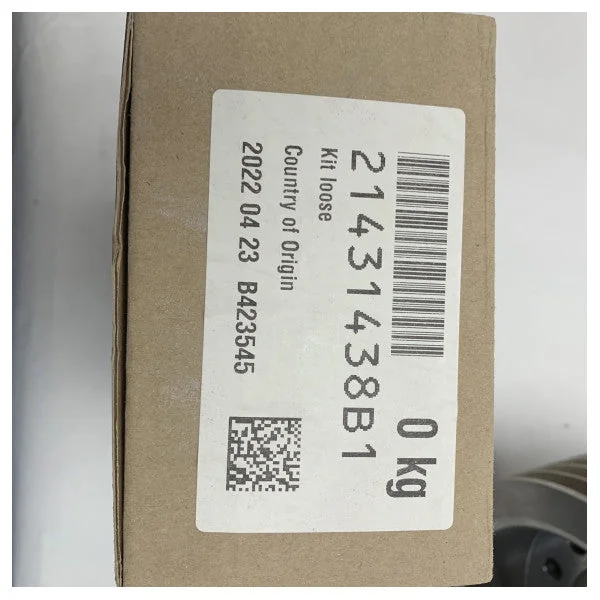 0 kg
21431438B1
Kit loose
Country of Origin
2022 04 23 B423545